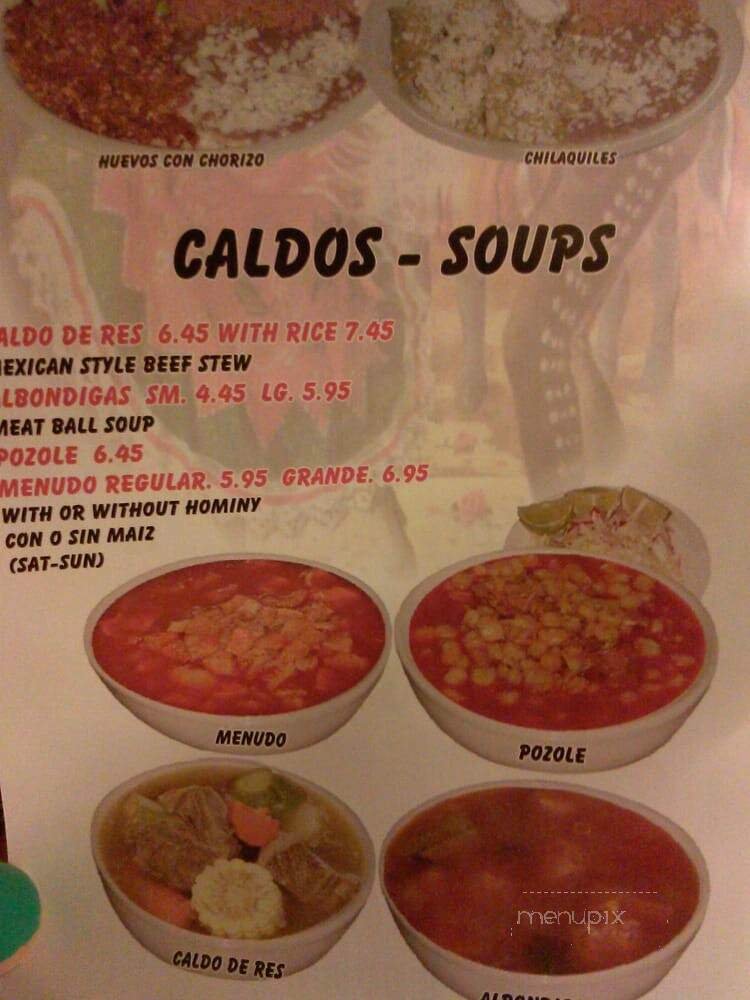 HUEVOS CON CHORIZO
CHILAQUILES
CALDOS - SOUPS
ALDO DE RES 6.45 WITH RICE 7.45
MEXICAN STYLE BEEF STEW
LBONDIGAS SM. 4.45 LG. 5.95
MEAT BALL SOUP
POZOLE 6.45
MENUDO REGULAR. 5.95 GRANDE. 6.95
WITH OR WITHOUT HOMINY
CON O SIN MAIZ
(SAT-SUN)
MENUDO
POZOLE
CALDO DE RES
menupix